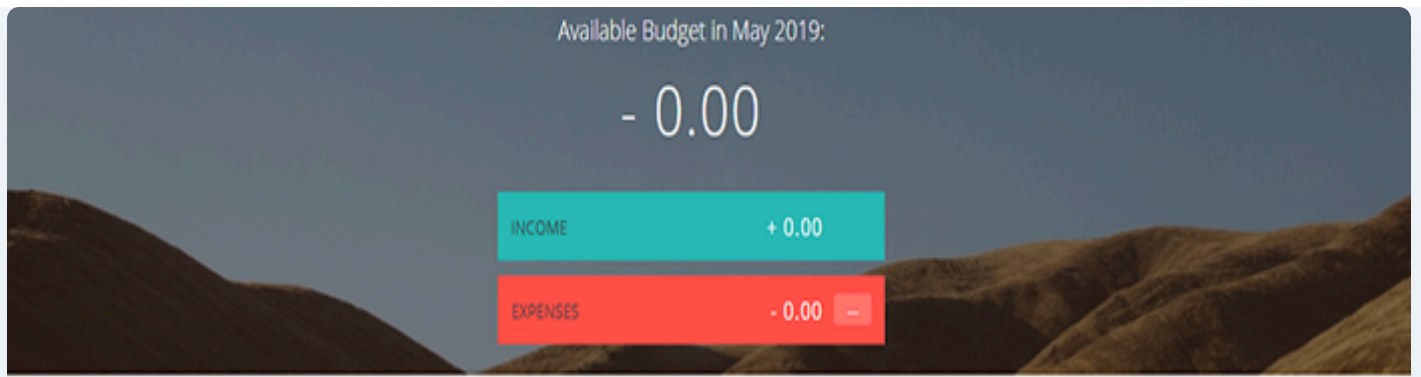 Available Budget in May 2019:
- 0.00
INCOME + 0.00
EXPENSES - 0.00 --